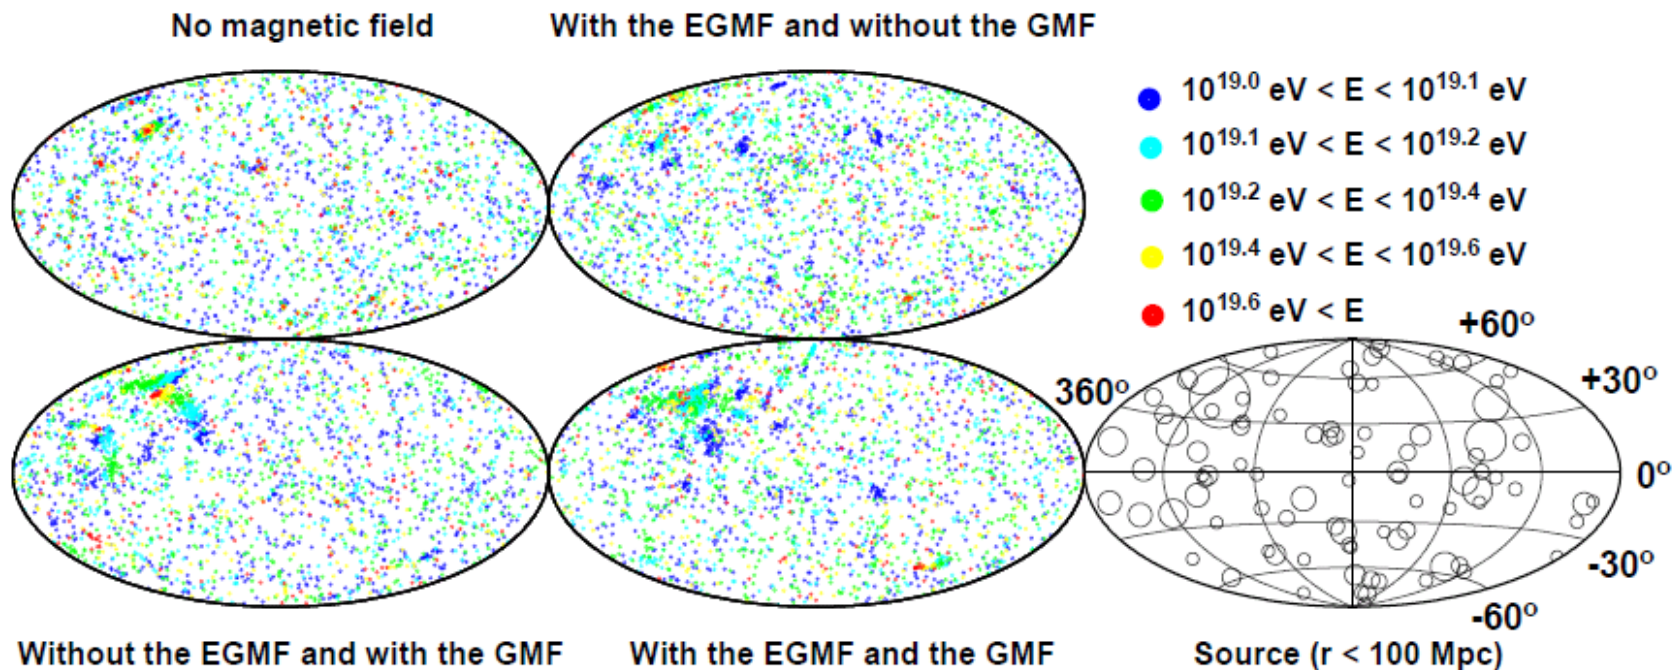 No magnetic field
With the EGMF and without the GMF
10^19.0 eV < E < 10^19.1 eV
10^19.1 eV < E < 10^19.2 eV
10^19.2 eV < E < 10^19.4 eV
10^19.4 eV < E < 10^19.6 eV
10^19.6 eV < E
+60°
360°
+30°
0°
-30°
-60°
Without the EGMF and with the GMF
With the EGMF and the GMF
Source (r < 100 Mpc)